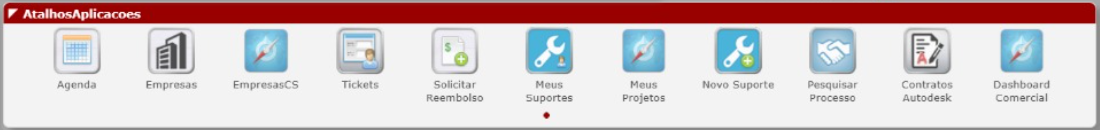 AtalhosAplicacoes
Agenda
Empresas
EmpresasCS
Tickets
Solicitar
Reembolso
Meus
Suportes
Meus
Projetos
Novo Suporte
Pesquisar
Processo
Contratos
Autodesk
Dashboard
Comercial